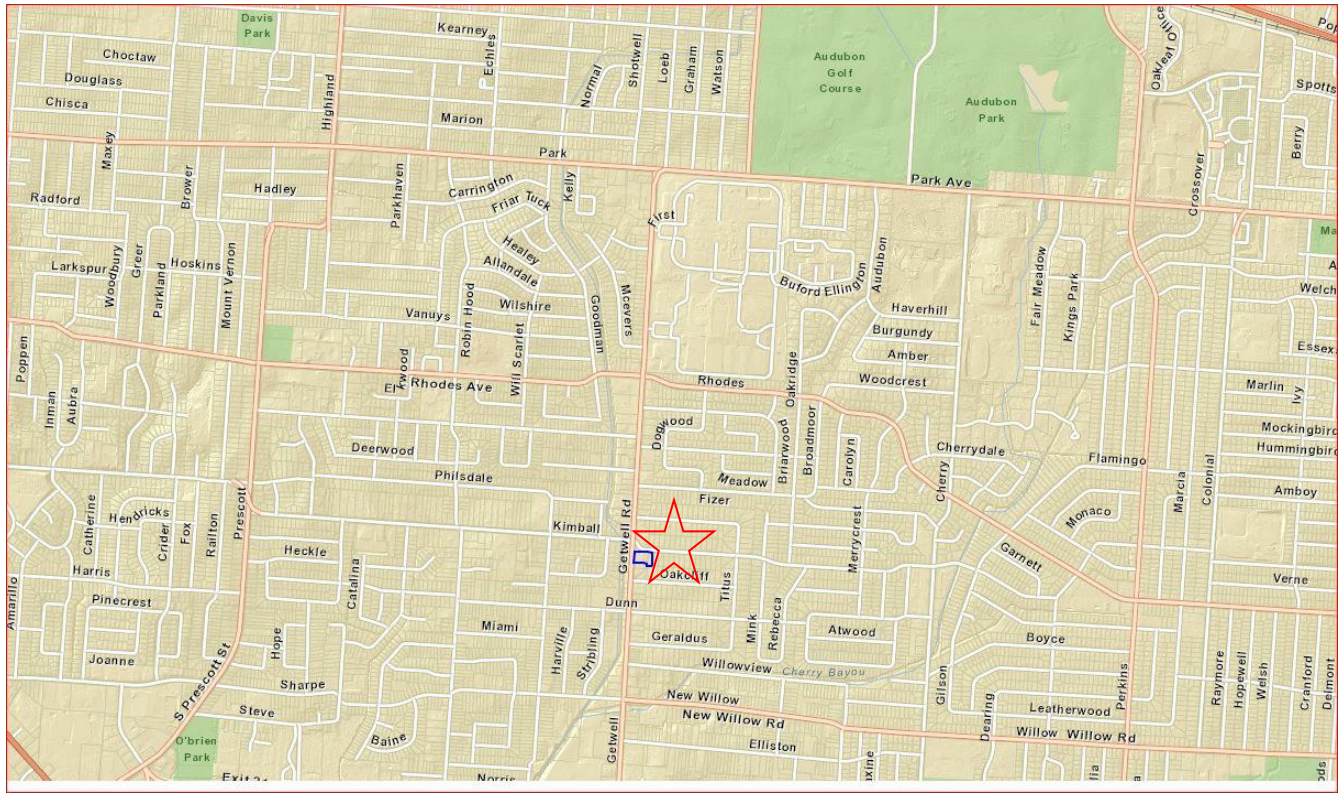 Davis
Park
Kearney
Choctaw
Echles
Shotwell
Loeb
Graham
Watson
Audubon
Golf
Course
Oakleaf Office
Douglass
Normal
Highland
Spotts
Chisca
Audubon
Park
Marion
Maxey
Park
Berry
Park Ave
Crossover
Brower
Hadley
Parkhaven
Carrington
Kelly
Radford
Friar Tuck
First
Woodbury
Greer
Healey
Larkspur
Hoskins
Allandale
Audubon
Parkland
Mount Vernon
Buford Ellington
Fair Meadow
Kings Park
Welch
Wilshire
Goodman
Mcevers
Haverhill
Vanuys
Robin Hood
Burgundy
Will Scarlet
Amber
Essex
Poppen
Rhodes Ave
Rhodes
Oakridge
Woodcrest
Marlin
Ivy
Inman
Aubra
Dogwood
Mockingbird
Deerwood
Briarwood
Broadmoor
Carolyn
Cherrydale
Hummingbird
Philsdale
Flamingo
Meadow
Cherry
Marcia
Colonial
Fizer
Amboy
Catherine
Hendricks
Prescott
Kimball
Getwell Rd
Monaco
Crider
Fox
Railton
Merrycrest
Heckle
Garnett
Harris
Catalina
Oakcliff
Titus
Verne
Amarillo
Pinecrest
Dunn
Mink
Rebecca
Miami
Geraldus
Atwood
Boyce
Hope
Harville
Stribling
Joanne
Willowview
Cherry Bayou
Gilson
Perkins
Raymore
Hopewell
Welsh
Cranford
Delmont
S Prescott St
Sharpe
New Willow
Dearing
Leatherwood
Steve
New Willow Rd
Willow
Willow Rd
O'brien
Park
Baine
Getwell
Elliston
Norris